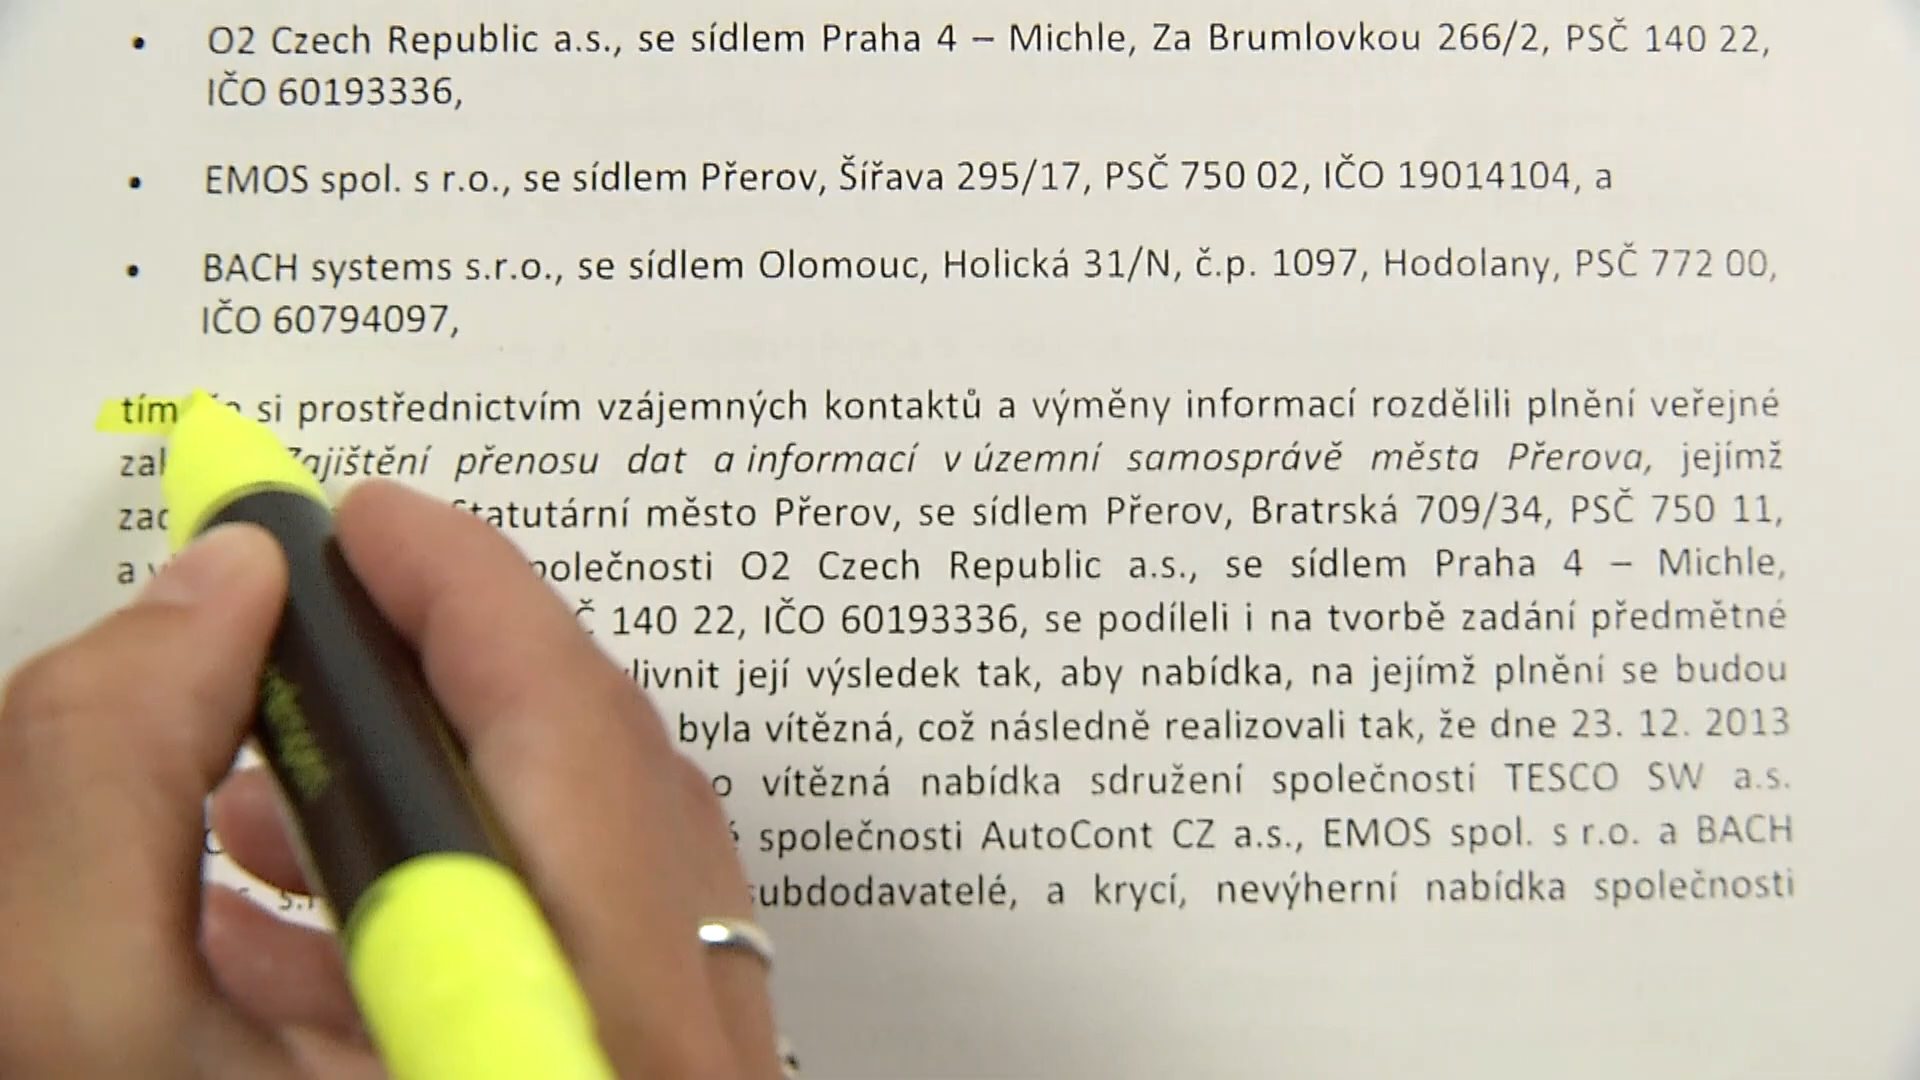 • O2 Czech Republic a.s., se sídlem Praha 4 – Michle, Za Brumlovkou 266/2, PSČ 140 22,
IČO 60193336,
• EMOS spol. s r.o., se sídlem Přerov, Šířava 295/17, PSČ 750 02, IČO 19014104, a
• BACH systems s.r.o., se sídlem Olomouc, Holická 31/N, č.p. 1097, Hodolany, PSČ 772 00,
IČO 60794097,
tím si prostřednictvím vzájemných kontaktů a výměny informací rozdělili plnění veřejné
Zajištění přenosu dat a informací v územní samosprávě města Přerova, jejímž
Statutární město Přerov, se sídlem Přerov, Bratrská 709/34, PSČ 750 11,
a společnosti O2 Czech Republic a.s., se sídlem Praha 4 – Michle,
140 22, IČO 60193336, se podíleli i na tvorbě zadání předmětné
její výsledek tak, aby nabídka, na jejímž plnění se budou
byla vítězná, což následně realizovali tak, že dne 23. 12. 2013
vítězná nabídka sdružení společností TESCO SW a.s.
společnosti AutoCont CZ a.s., EMOS spol. s r.o. a BACH
subdodavatelé, a krycí, nevýherní nabídka společnosti